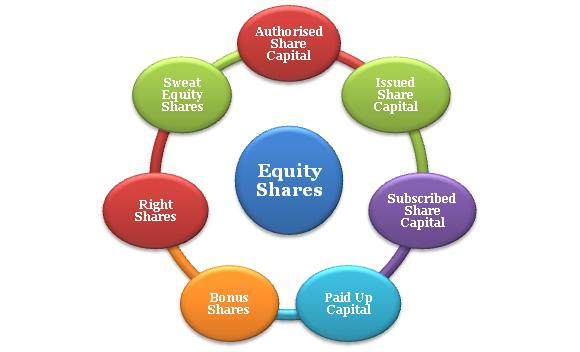 Authorised
Share
Capital
Issued
Share
Capital
Subscribed
Share
Capital
Paid Up
Capital
Bonus
Shares
Right
Shares
Sweat
Equity
Shares
Equity
Shares